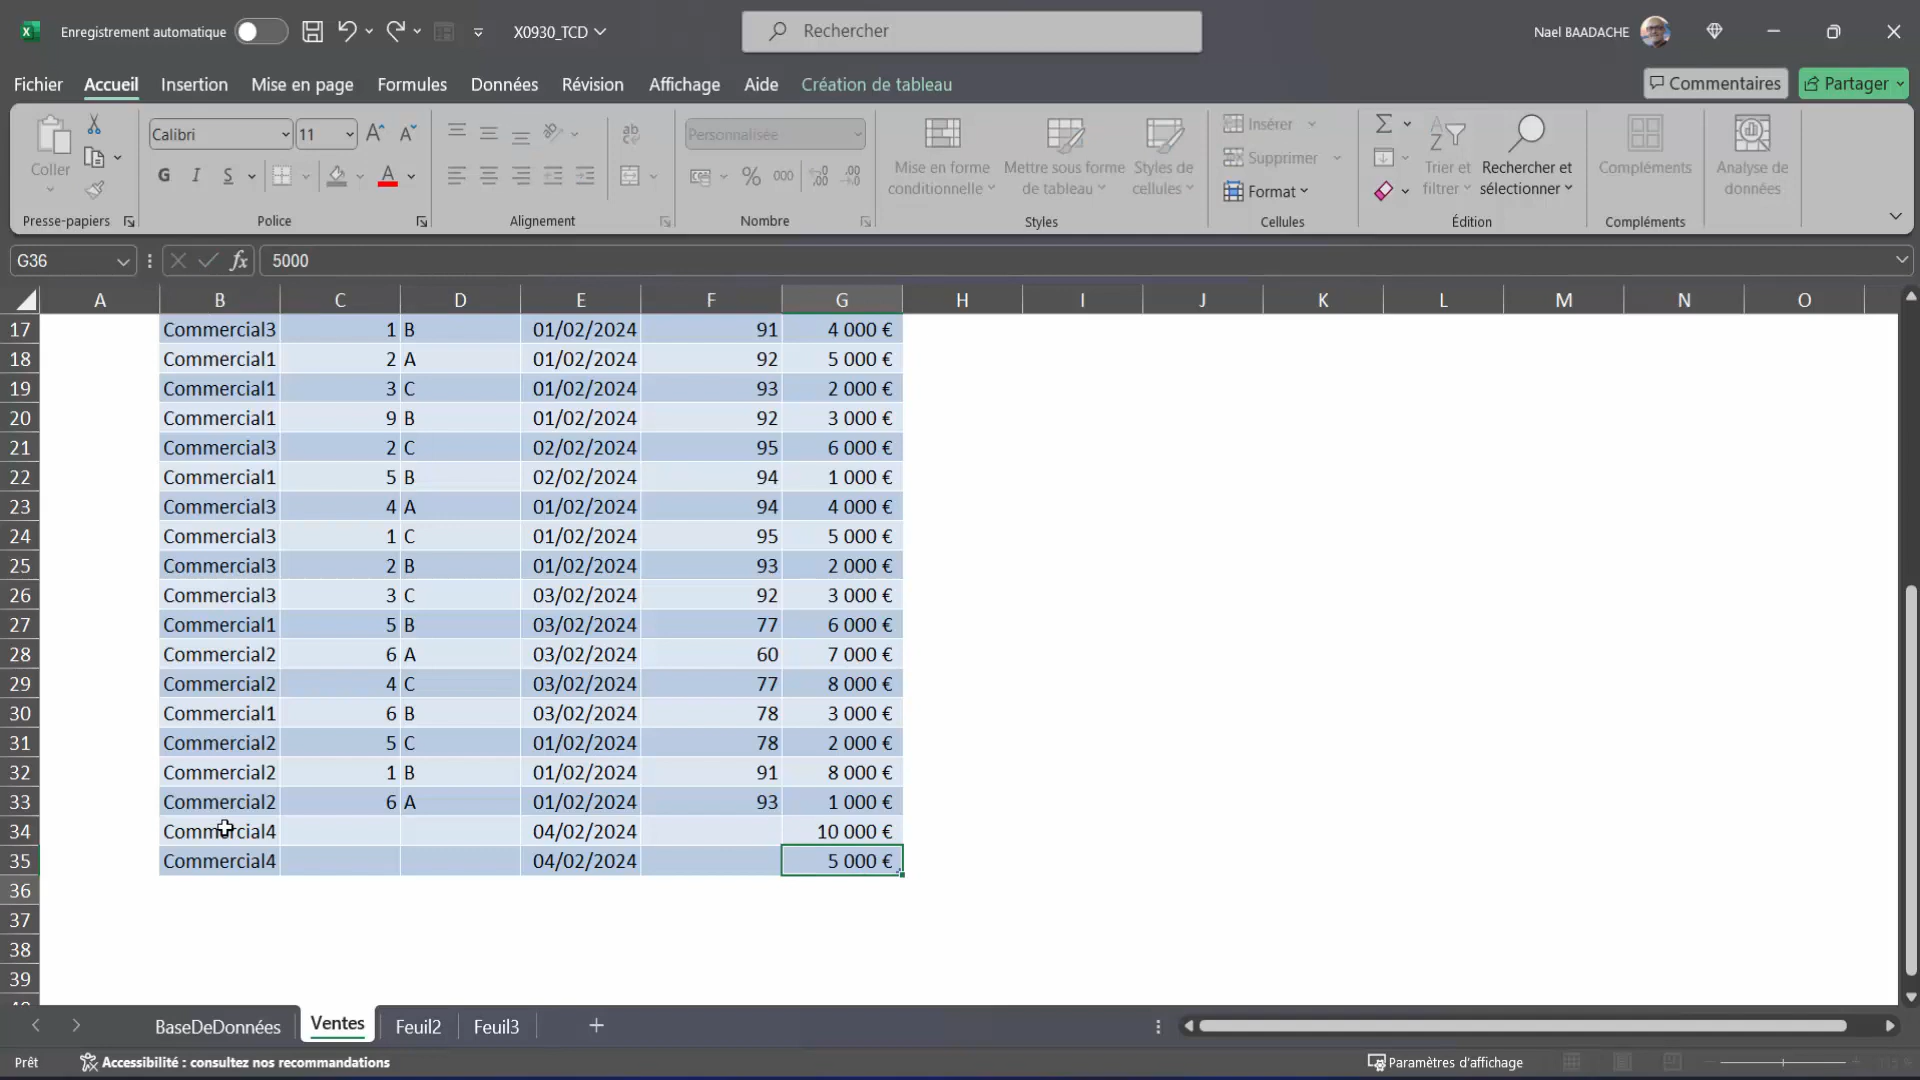 Enregistrement automatique X0930_TCD Rechercher Nael BAADACHE
Fichier Accueil Insertion Mise en page Formules Données Révision Affichage Aide Création de tableau Commentaires Partager
Coller
Presse-papiers
Calibri 11
G I S A
Police
ab
Alignement
Personnalisée
% 000
Nombre
Mise en forme conditionnelle
Mettre sous forme de tableau
Styles de cellules
Styles
Insérer
Supprimer
Format
Cellules
Trier et filtrer
Rechercher et sélectionner
Édition
Compléments
Compléments
Analyse de données
G36 fx 5000
A B C D E F G H I J K L M N O
17 Commercial3 1 B 01/02/2024 91 4 000 €
18 Commercial1 2 A 01/02/2024 92 5 000 €
19 Commercial1 3 C 01/02/2024 93 2 000 €
20 Commercial1 9 B 01/02/2024 92 3 000 €
21 Commercial3 2 C 02/02/2024 95 6 000 €
22 Commercial1 5 B 02/02/2024 94 1 000 €
23 Commercial3 4 A 01/02/2024 94 4 000 €
24 Commercial3 1 C 01/02/2024 95 5 000 €
25 Commercial3 2 B 01/02/2024 93 2 000 €
26 Commercial3 3 C 03/02/2024 92 3 000 €
27 Commercial1 5 B 03/02/2024 77 6 000 €
28 Commercial2 6 A 03/02/2024 60 7 000 €
29 Commercial2 4 C 03/02/2024 77 8 000 €
30 Commercial1 6 B 03/02/2024 78 3 000 €
31 Commercial2 5 C 01/02/2024 78 2 000 €
32 Commercial2 1 B 01/02/2024 91 8 000 €
33 Commercial2 6 A 01/02/2024 93 1 000 €
34 Commercial4 04/02/2024 10 000 €
35 Commercial4 04/02/2024 5 000 €
36
37
38
39
BaseDeDonnées Ventes Feuil2 Feuil3
Prêt Accessibilité : consultez nos recommandations Paramètres d'affichage